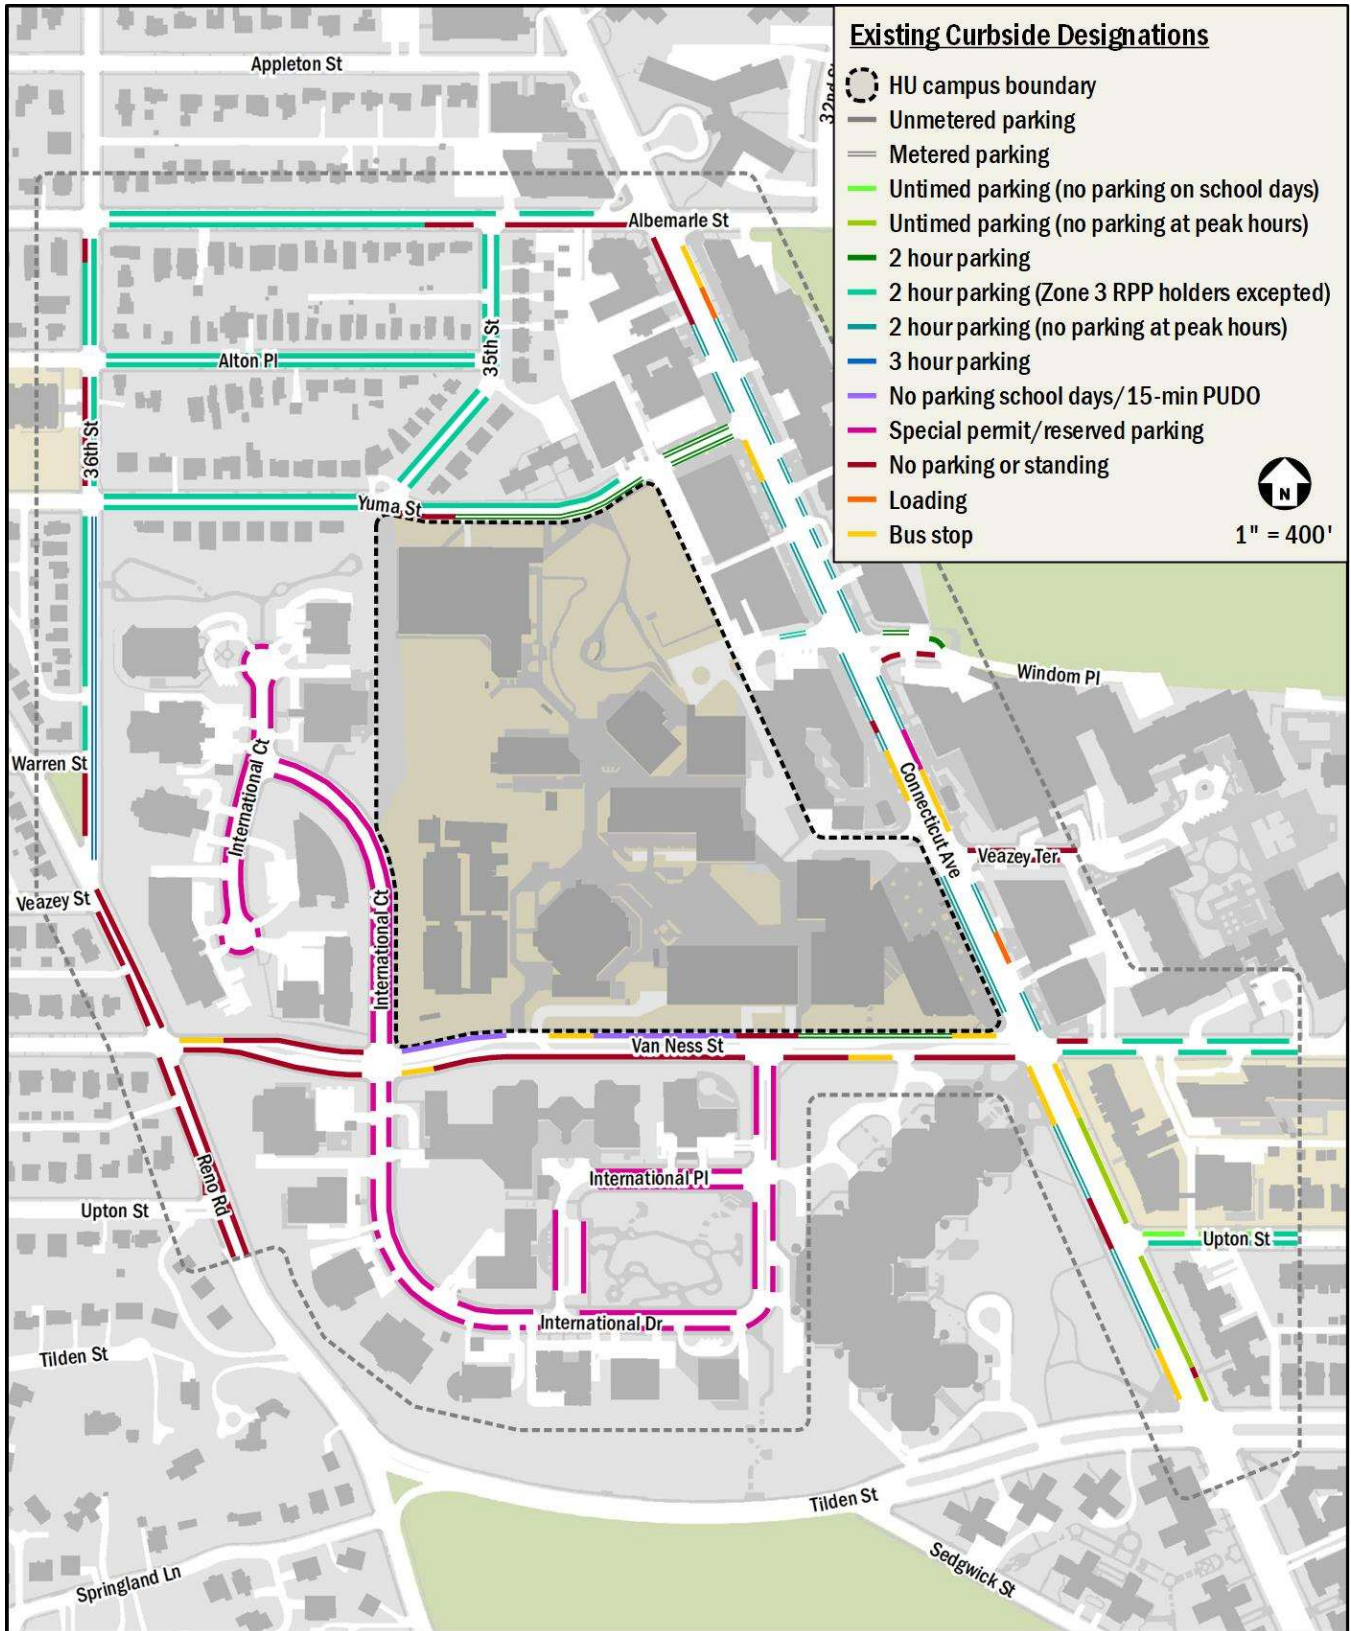 Existing Curbside Designations
HU campus boundary
Unmetered parking
Metered parking
Untimed parking (no parking on school days)
Untimed parking (no parking at peak hours)
2 hour parking
2 hour parking (Zone 3 RPP holders excepted)
2 hour parking (no parking at peak hours)
3 hour parking
No parking school days/15-min PUDO
Special permit/reserved parking
No parking or standing
Loading
Bus stop
N
1" = 400'
Appleton St
32nd
Albemarle St
35th St
Alton Pl
36th St
Yuma St
Windom Pl
Warren St
International Ct
Connecticut Ave
Veazey Ter
Veazey St
International Ct
Van Ness St
Reno Rd
International Pl
Upton St
Upton St
International Dr
Tilden St
Tilden St
Sedgwick St
Springland Ln